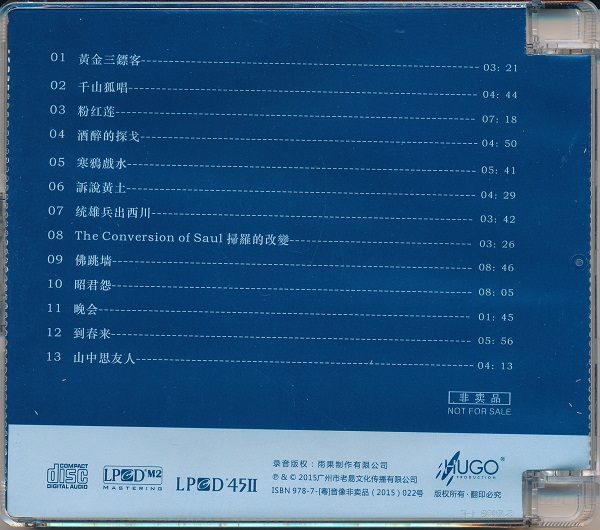 01 黃金三鏢客 03: 21
02 千山狐唱 04: 44
03 粉红莲 07: 18
04 酒醉的探戈 04: 50
05 寒鴉戲水 05: 41
06 訴說黃土 04: 29
07 统雄兵出西川 03: 42
08 The Conversion of Saul 掃羅的改變 03: 26
09 佛跳墙 08: 46
10 昭君怨 08: 05
11 晚会 01: 45
12 到春来 05: 56
13 山中思友人 04: 13
非卖品
NOT FOR SALE
COMPACT
disc
DIGITAL AUDIO
LPCD M2
MASTERING
LPCD 45II
录音版权：雨果制作有限公司
℗ & © 2015广州市老易文化传播有限公司
ISBN 978-7-[粤]音像非卖品 (2015) 022号
HUGO
PRODUCTION
版权所有·翻印必究